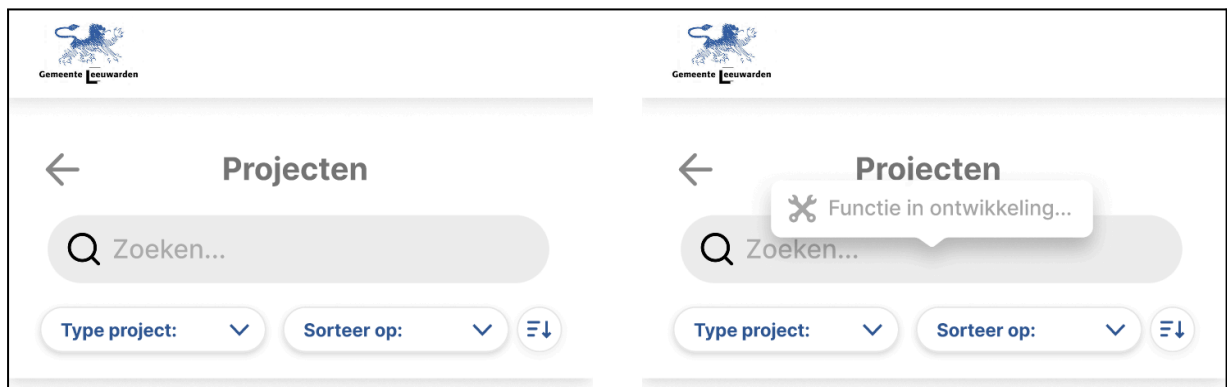 Gemeente Leeuwarden
Projecten
Zoeken...
Type project:
Sorteer op:
Gemeente Leeuwarden
Projecten
Functie in ontwikkeling...
Zoeken...
Type project:
Sorteer op: